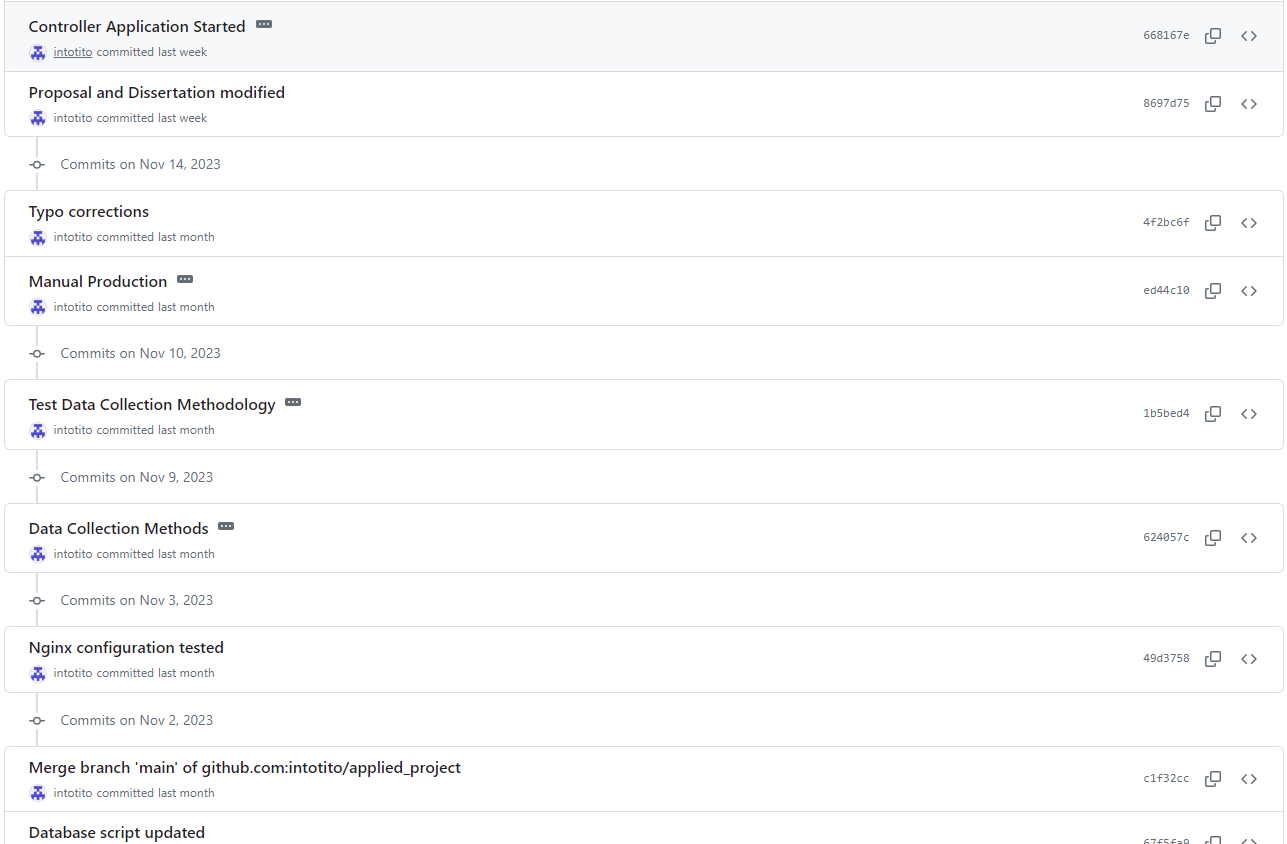 Controller Application Started
intotito committed last week
668167e
Proposal and Dissertation modified
intotito committed last week
8697d75
Commits on Nov 14, 2023
Typo corrections
intotito committed last month
4f2bc6f
Manual Production
intotito committed last month
ed44c10
Commits on Nov 10, 2023
Test Data Collection Methodology
intotito committed last month
1b5bed4
Commits on Nov 9, 2023
Data Collection Methods
intotito committed last month
624057c
Commits on Nov 3, 2023
Nginx configuration tested
intotito committed last month
49d3758
Commits on Nov 2, 2023
Merge branch 'main' of github.com:intotito/applied_project
intotito committed last month
c1f32cc
Database script updated